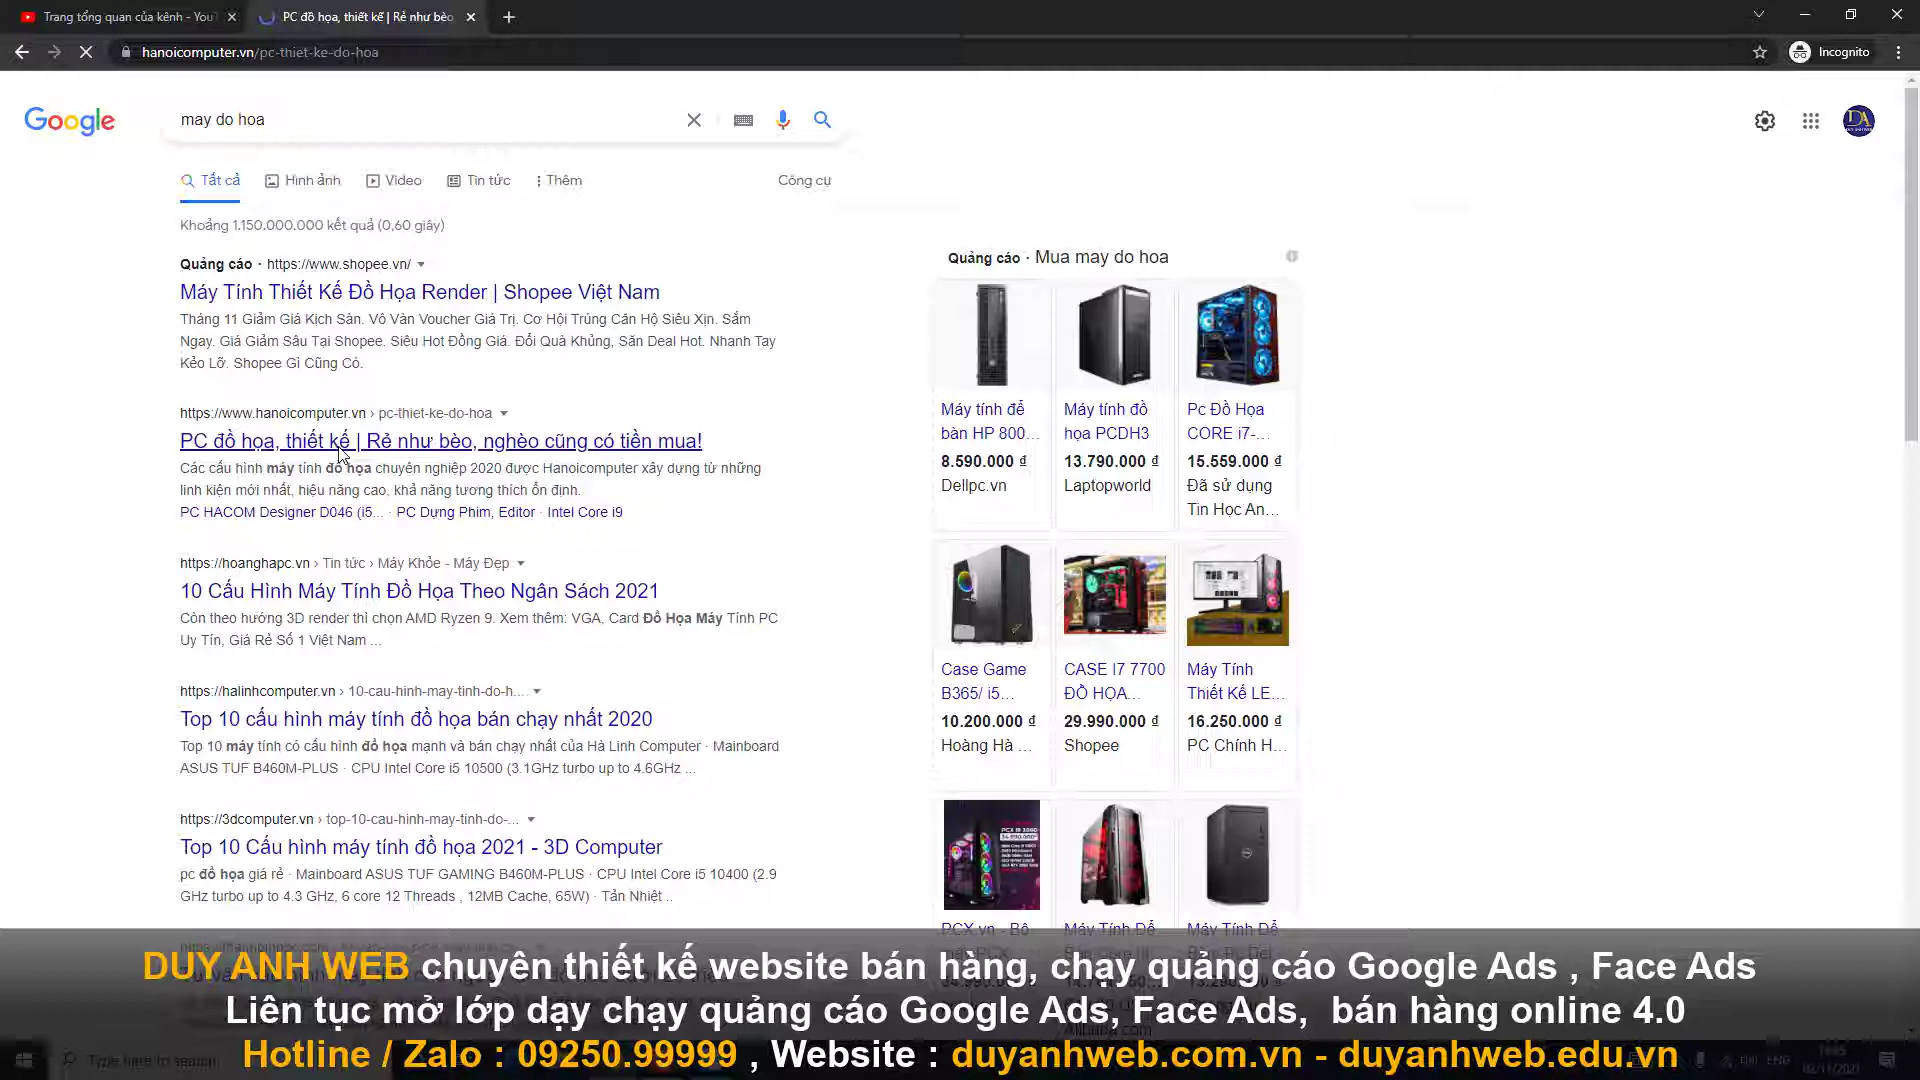 Trang tổng quan của kênh - You
PC đồ họa, thiết kế | Rẻ như bèo
hanoicomputer.vn/pc-thiet-ke-do-hoa
Incognito
Google
may do hoa
Tất cả
Hình ảnh
Video
Tin tức
Thêm
Công cụ
Khoảng 1.150.000.000 kết quả (0,60 giây)
Quảng cáo · https://www.shopee.vn/
Máy Tính Thiết Kế Đồ Họa Render | Shopee Việt Nam
Tháng 11 Giảm Giá Kịch Sàn. Vô Vàn Voucher Giá Trị. Cơ Hội Trúng Căn Hộ Siêu Xịn. Sắm
Ngay. Giá Giảm Sâu Tại Shopee. Siêu Hot Đồng Giá. Đổi Quà Khủng, Săn Deal Hot. Nhanh Tay
Kẻo Lỡ. Shopee Gì Cũng Có.
https://www.hanoicomputer.vn › pc-thiet-ke-do-hoa
PC đồ họa, thiết kế | Rẻ như bèo, nghèo cũng có tiền mua!
Các cấu hình máy tính đồ họa chuyên nghiệp 2020 được Hanoicomputer xây dựng từ những
linh kiện mới nhất, hiệu năng cao, khả năng tương thích ổn định.
PC HACOM Designer D046 (i5... · PC Dựng Phim, Editor · Intel Core i9
https://hoanghapc.vn › Tin tức › Máy Khỏe - Máy Đẹp
10 Cấu Hình Máy Tính Đồ Họa Theo Ngân Sách 2021
Còn theo hướng 3D render thì chọn AMD Ryzen 9. Xem thêm: VGA, Card Đồ Họa Máy Tính PC
Uy Tín, Giá Rẻ Số 1 Việt Nam ...
https://halinhcomputer.vn › 10-cau-hinh-may-tinh-do-h...
Top 10 cấu hình máy tính đồ họa bán chạy nhất 2020
Top 10 máy tính có cấu hình đồ họa mạnh và bán chạy nhất của Hà Linh Computer · Mainboard
ASUS TUF B460M-PLUS · CPU Intel Core i5 10500 (3.1GHz turbo up to 4.6GHz ...
https://3dcomputer.vn › top-10-cau-hinh-may-tinh-do-...
Top 10 Cấu hình máy tính đồ họa 2021 - 3D Computer
pc đồ họa giá rẻ · Mainboard ASUS TUF GAMING B460M-PLUS · CPU Intel Core i5 10400 (2.9
GHz turbo up to 4.3 GHz, 6 core 12 Threads , 12MB Cache, 65W) · Tản Nhiệt ..
Quảng cáo · Mua may do hoa
Máy tính để
bàn HP 800...
8.590.000 ₫
Dellpc.vn
Máy tính đồ
họa PCDH3
13.790.000 ₫
Laptopworld
Pc Đồ Họa
CORE i7-...
15.559.000 ₫
Đã sử dụng
Tin Học An...
Case Game
B365/ i5...
10.200.000 ₫
Hoàng Hà ...
CASE I7 7700
ĐỒ HỌA...
29.990.000 ₫
Shopee
Máy Tính
Thiết Kế LE...
16.250.000 ₫
PC Chính H...
PCX.vn - Bộ
Máy Tính Để
Máy Tính Để
DUY ANH WEB chuyên thiết kế website bán hàng, chạy quảng cáo Google Ads , Face Ads
Liên tục mở lớp dạy chạy quảng cáo Google Ads, Face Ads, bán hàng online 4.0
Hotline / Zalo : 09250.99999 , Website : duyanhweb.com.vn - duyanhweb.edu.vn
Type here to search
ENG